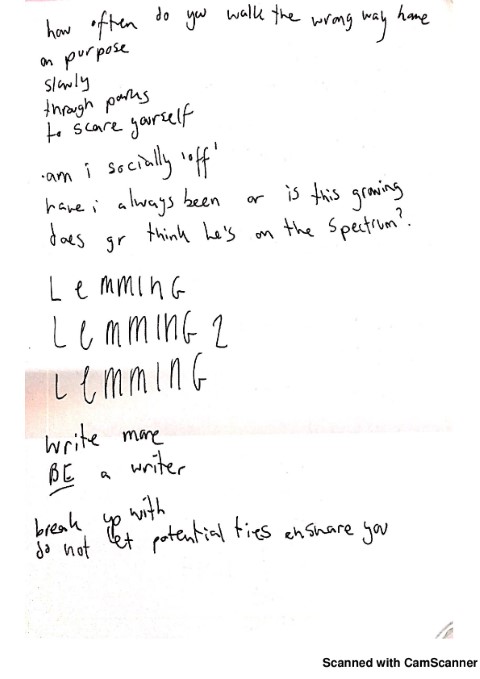 how often do you walk the wrong way home
on purpose
slowly
through parks
to scare yourself
·am i socially 'off'
have i always been or is this growing
does gr think he's on the spectrum?.
LemmING
LemmING 2
LemmING
write more
BE a writer
break up with
do not let potential ties ensnare you
Scanned with CamScanner